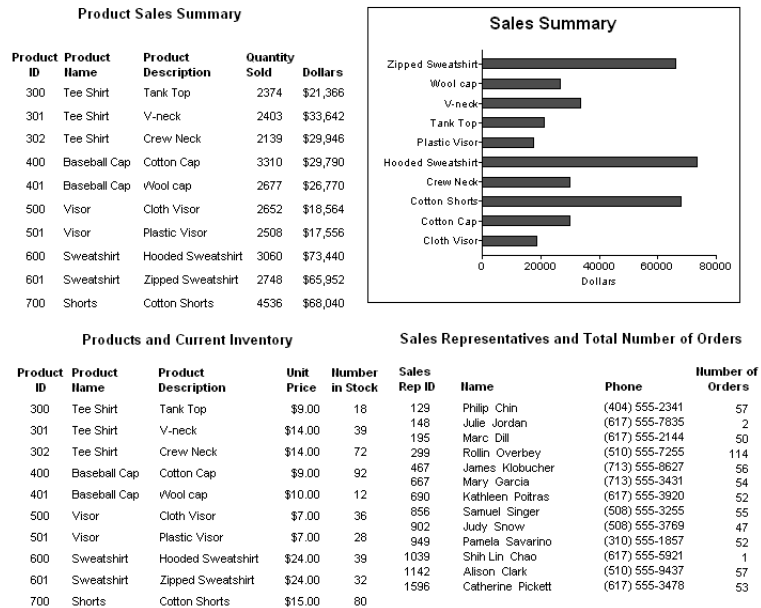 Product Sales Summary
Product Product Product Quantity
ID Name Description Sold Dollars
300 Tee Shirt Tank Top 2374 $21,366
301 Tee Shirt V-neck 2403 $33,642
302 Tee Shirt Crew Neck 2139 $29,946
400 Baseball Cap Cotton Cap 3310 $29,790
401 Baseball Cap Wool cap 2677 $26,770
500 Visor Cloth Visor 2652 $18,564
501 Visor Plastic Visor 2508 $17,556
600 Sweatshirt Hooded Sweatshirt 3060 $73,440
601 Sweatshirt Zipped Sweatshirt 2748 $65,952
700 Shorts Cotton Shorts 4536 $68,040
Sales Summary
Zipped Sweatshirt
Wool cap
V-neck
Tank Top
Plastic Visor
Hooded Sweatshirt
Crew Neck
Cotton Shorts
Cotton Cap
Cloth Visor
0 20000 40000 60000 80000
Dollars
Products and Current Inventory
Product Product Product Unit Number
ID Name Description Price in Stock
300 Tee Shirt Tank Top $9.00 18
301 Tee Shirt V-neck $14.00 39
302 Tee Shirt Crew Neck $14.00 72
400 Baseball Cap Cotton Cap $9.00 92
401 Baseball Cap Wool cap $10.00 12
500 Visor Cloth Visor $7.00 36
501 Visor Plastic Visor $7.00 28
600 Sweatshirt Hooded Sweatshirt $24.00 39
601 Sweatshirt Zipped Sweatshirt $24.00 32
700 Shorts Cotton Shorts $15.00 80
Sales Representatives and Total Number of Orders
Sales Number of
Rep ID Name Phone Orders
129 Philip Chin (404) 555-2341 57
148 Julie Jordan (617) 555-7835 2
195 Marc Dill (617) 555-2144 50
299 Rollin Overbey (510) 555-7255 114
467 James Klobucher (713) 555-8627 56
667 Mary Garcia (713) 555-3431 54
690 Kathleen Poitras (617) 555-3920 52
856 Samuel Singer (508) 555-3255 55
902 Judy Snow (508) 555-3769 47
949 Pamela Savarino (310) 555-1857 52
1039 Shih Lin Chao (617) 555-5921 1
1142 Alison Clark (510) 555-9437 57
1596 Catherine Pickett (617) 555-3478 53